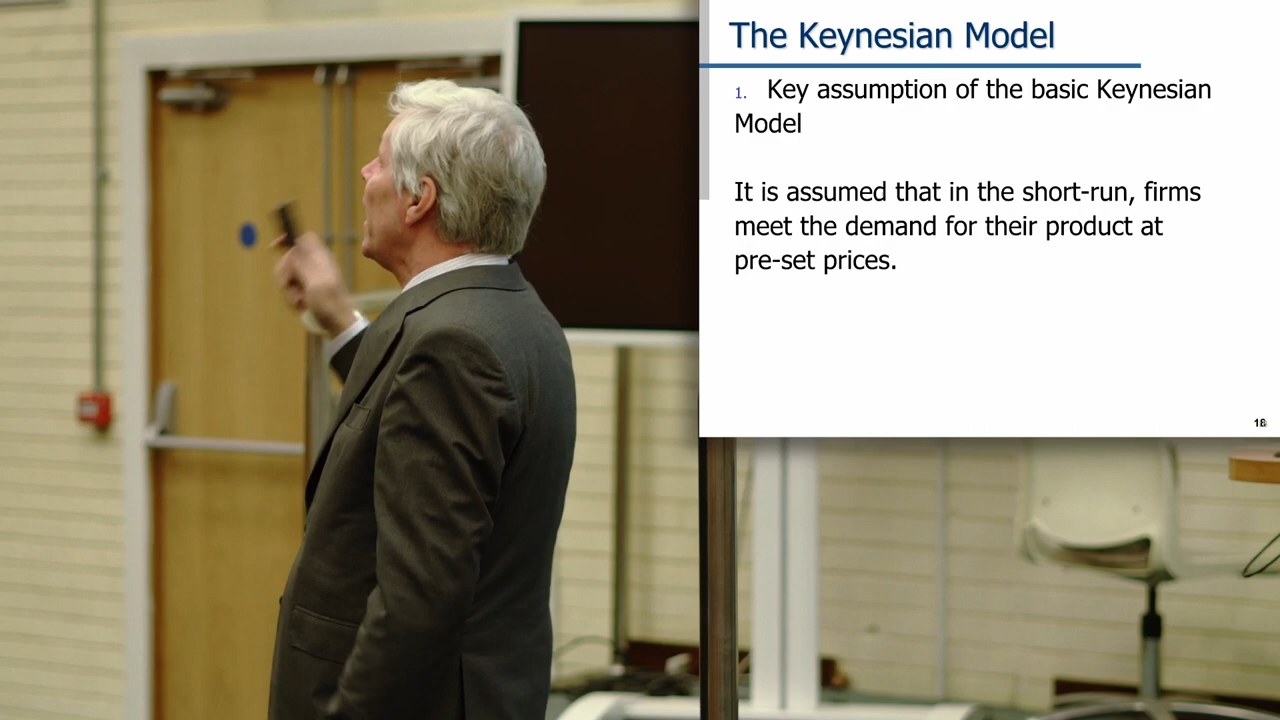 The Keynesian Model
1. Key assumption of the basic Keynesian
Model
It is assumed that in the short-run, firms
meet the demand for their product at
pre-set prices.
18